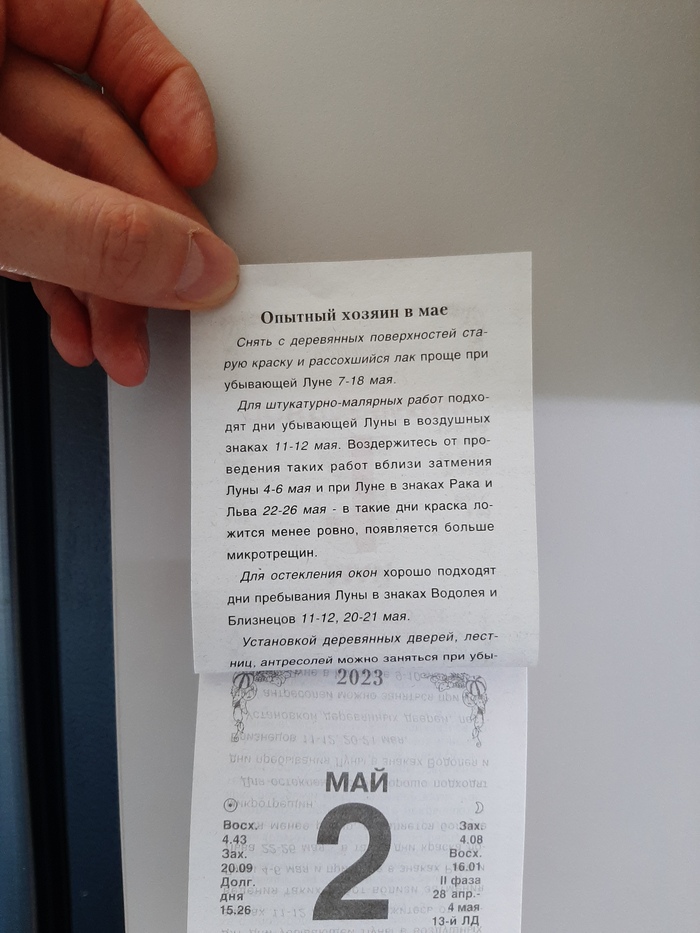 Опытный хозяин в мае
Снять с деревянных поверхностей ста-
рую краску и рассохшийся лак проще при
убывающей Луне 7-18 мая.
Для штукатурно-малярных работ подхо-
дят дни убывающей Луны в воздушных
знаках 11-12 мая. Воздержитесь от про-
ведения таких работ вблизи затмения
Луны 4-6 мая и при Луне в знаках Рака и
Льва 22-26 мая - в такие дни краска ло-
жится менее ровно, появляется больше
микротрещин.
Для остекления окон хорошо подходят
дни пребывания Луны в знаках Водолея и
Близнецов 11-12, 20-21 мая.
Установкой деревянных дверей, лест-
ниц, антресолей можно заняться при убы-
2023
МАЙ
2
Восх.
4.43
Зах.
20.09
Долг.
дня
15.26
Зах.
4.08
Восх.
16.01
II фаза
28 апр.-
4 мая
13-й ЛД